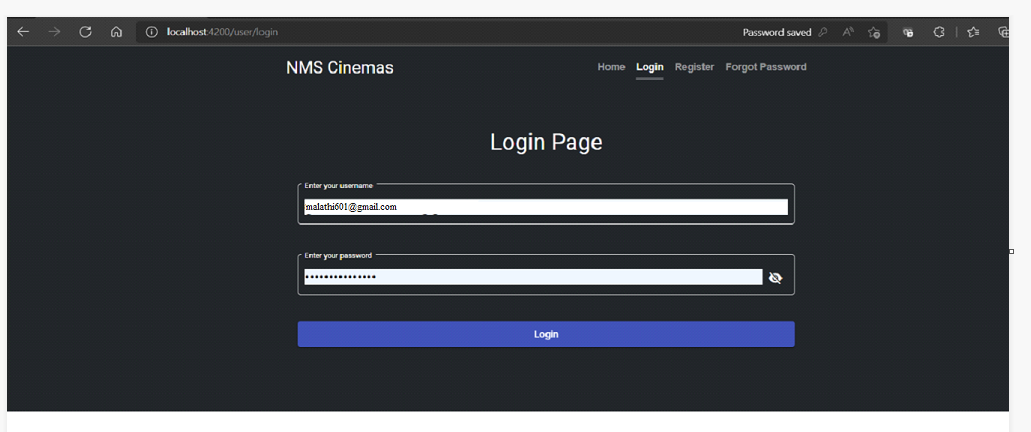 localhost:4200/user/login Password saved
NMS Cinemas Home Login Register Forgot Password
Login Page
Enter your username
malathi601@gmail.com
Enter your password
Login